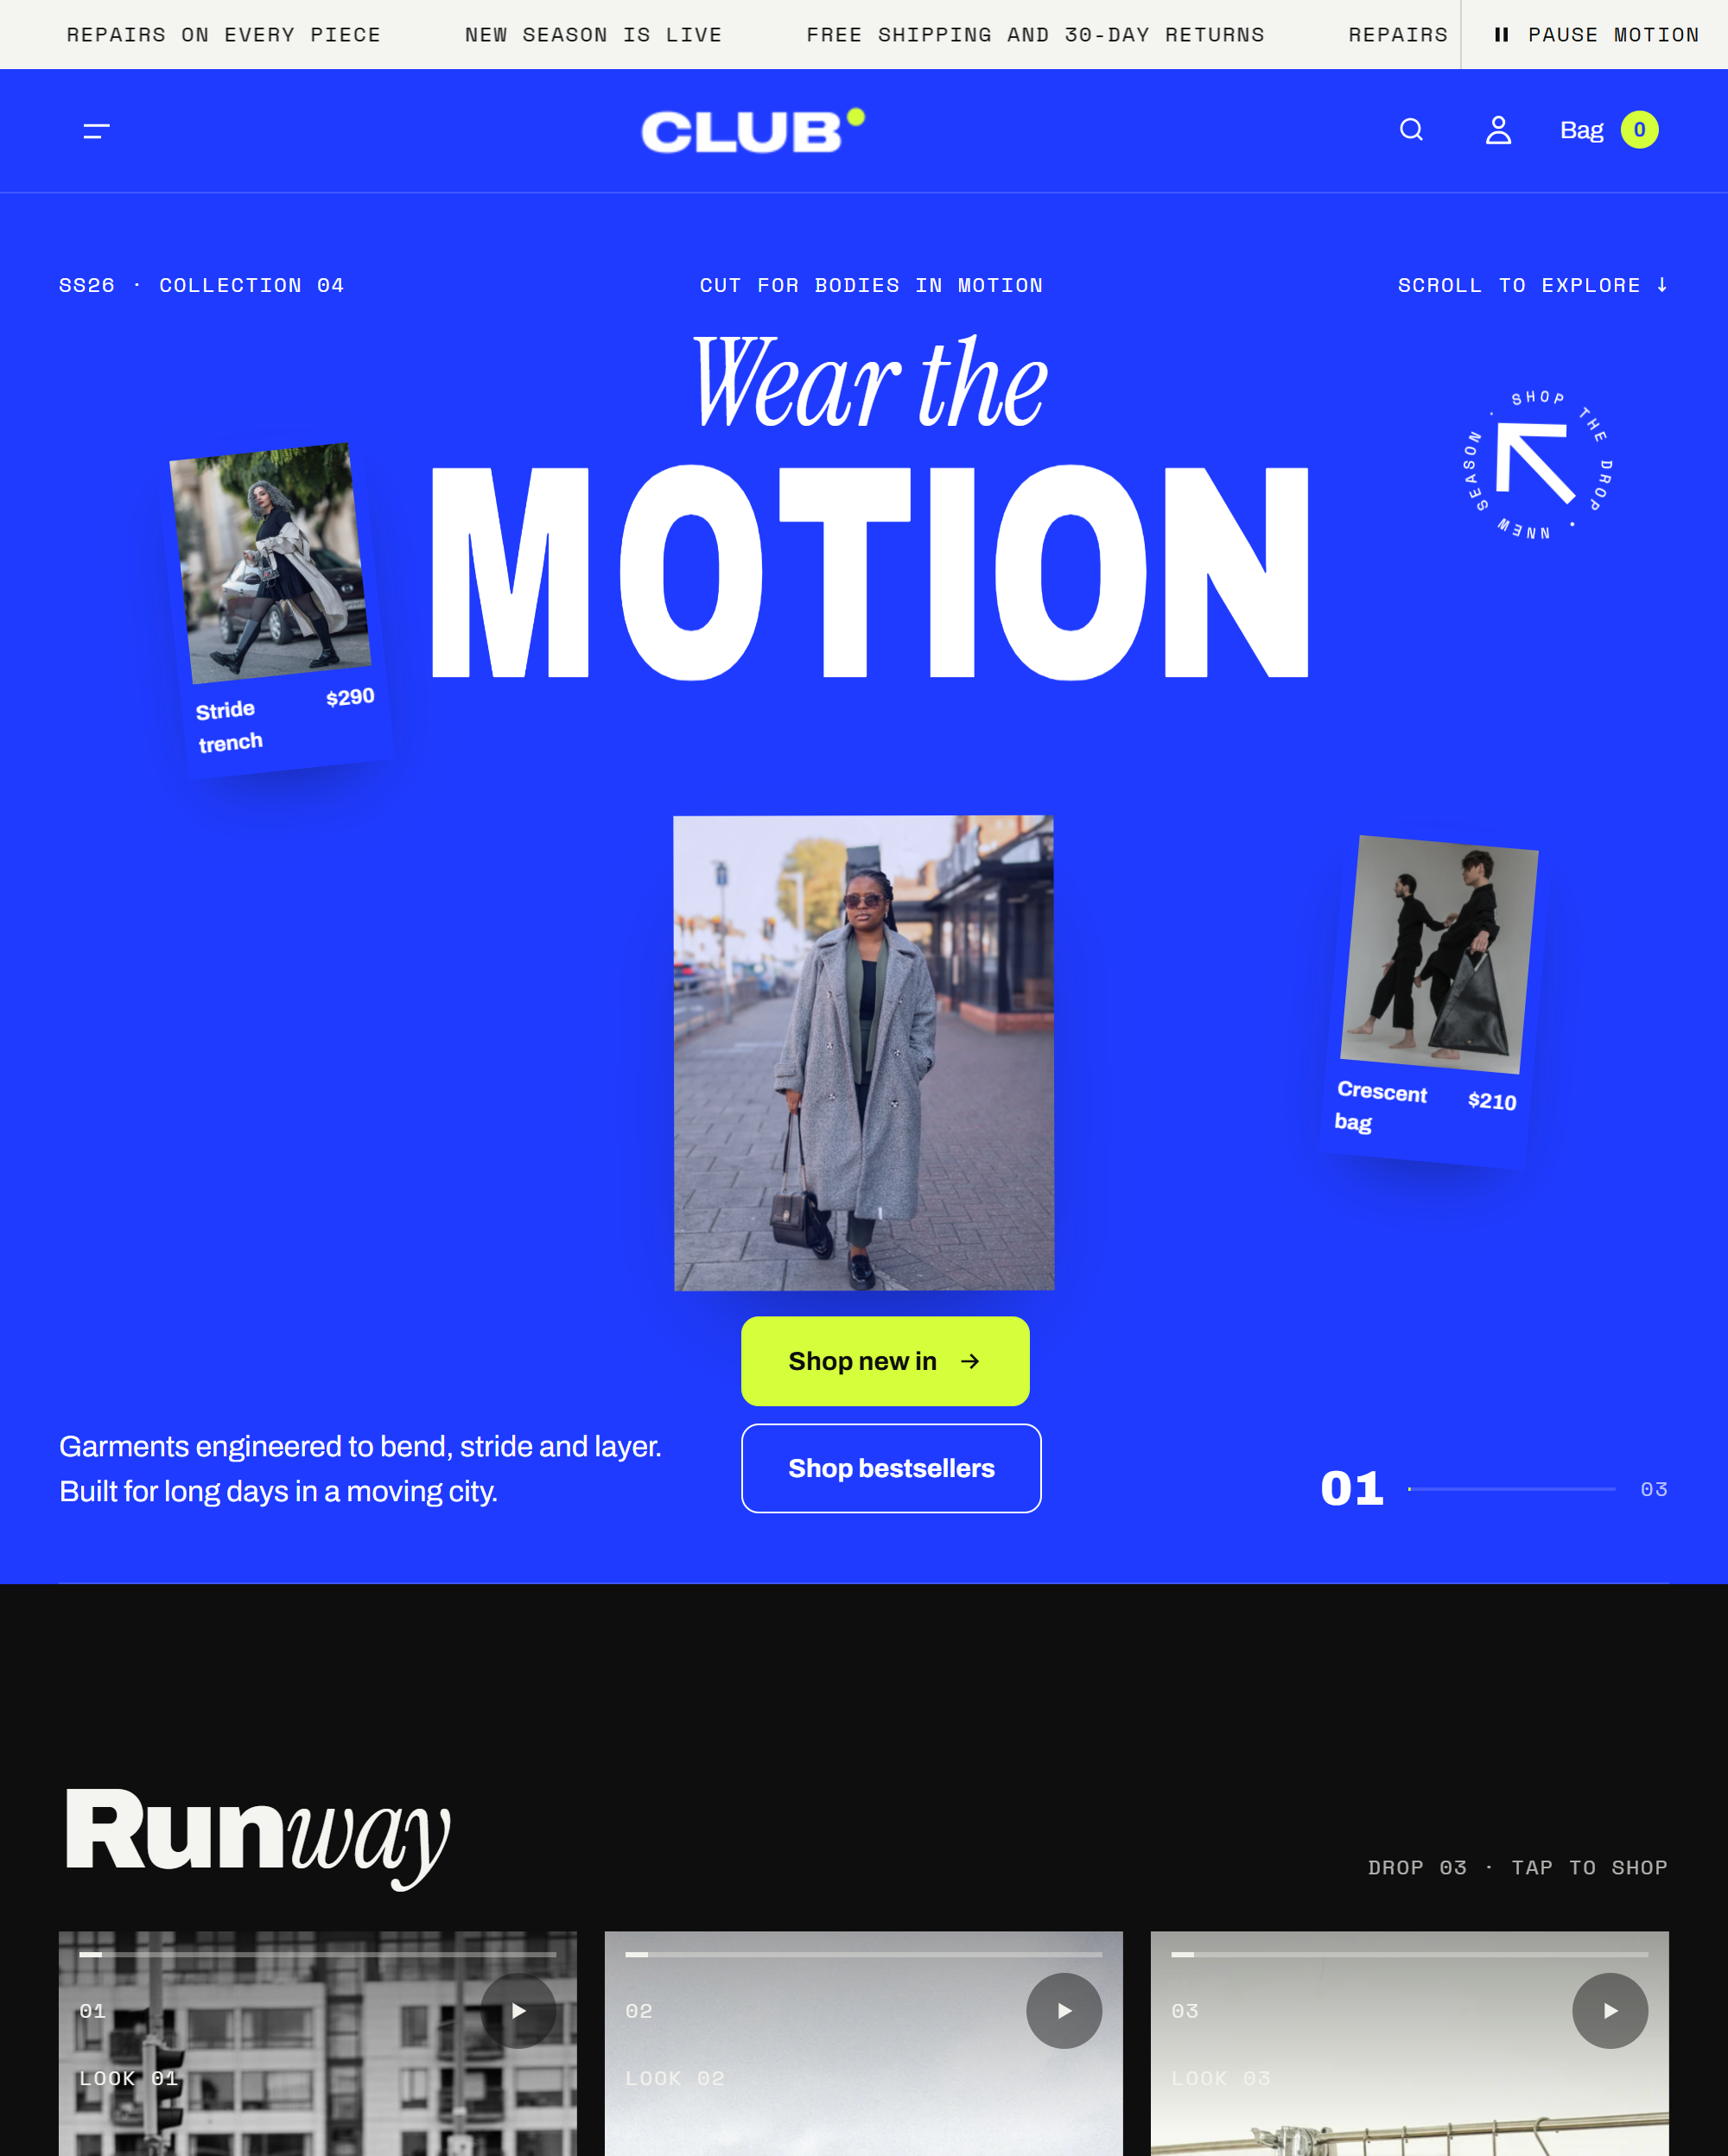 REPAIRS ON EVERY PIECE NEW SEASON IS LIVE FREE SHIPPING AND 30-DAY RETURNS REPAIRS PAUSE MOTION
CLUB
Bag 0
SS26 · COLLECTION 04 CUT FOR BODIES IN MOTION SCROLL TO EXPLORE ↓
Wear the
MOTION
SHOP THE DROP • NNEW SEASON ·
Stride $290
trench
Crescent $210
bag
Shop new in →
Garments engineered to bend, stride and layer.
Built for long days in a moving city.
Shop bestsellers
01 03
Runway
DROP 03 · TAP TO SHOP
01 02 03
LOOK 01 LOOK 02 LOOK 03